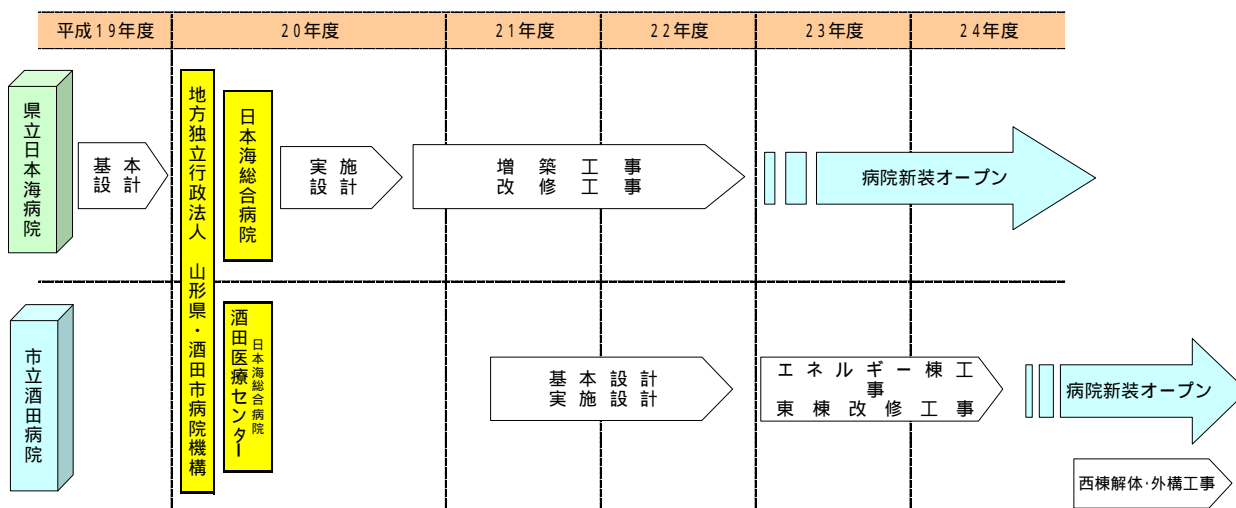 平成19年度
20年度
21年度
22年度
23年度
24年度
県立日本海病院
基本
設計
地方独立行政法人 山形県・酒田市病院機構
日本海総合病院
実施
設計
増築工事
改修工事
病院新装オープン
市立酒田病院
日本海総合病院
酒田医療センター
基本設計
実施設計
エネルギー棟工
事
東棟改修工事
病院新装オープン
西棟解体・外構工事